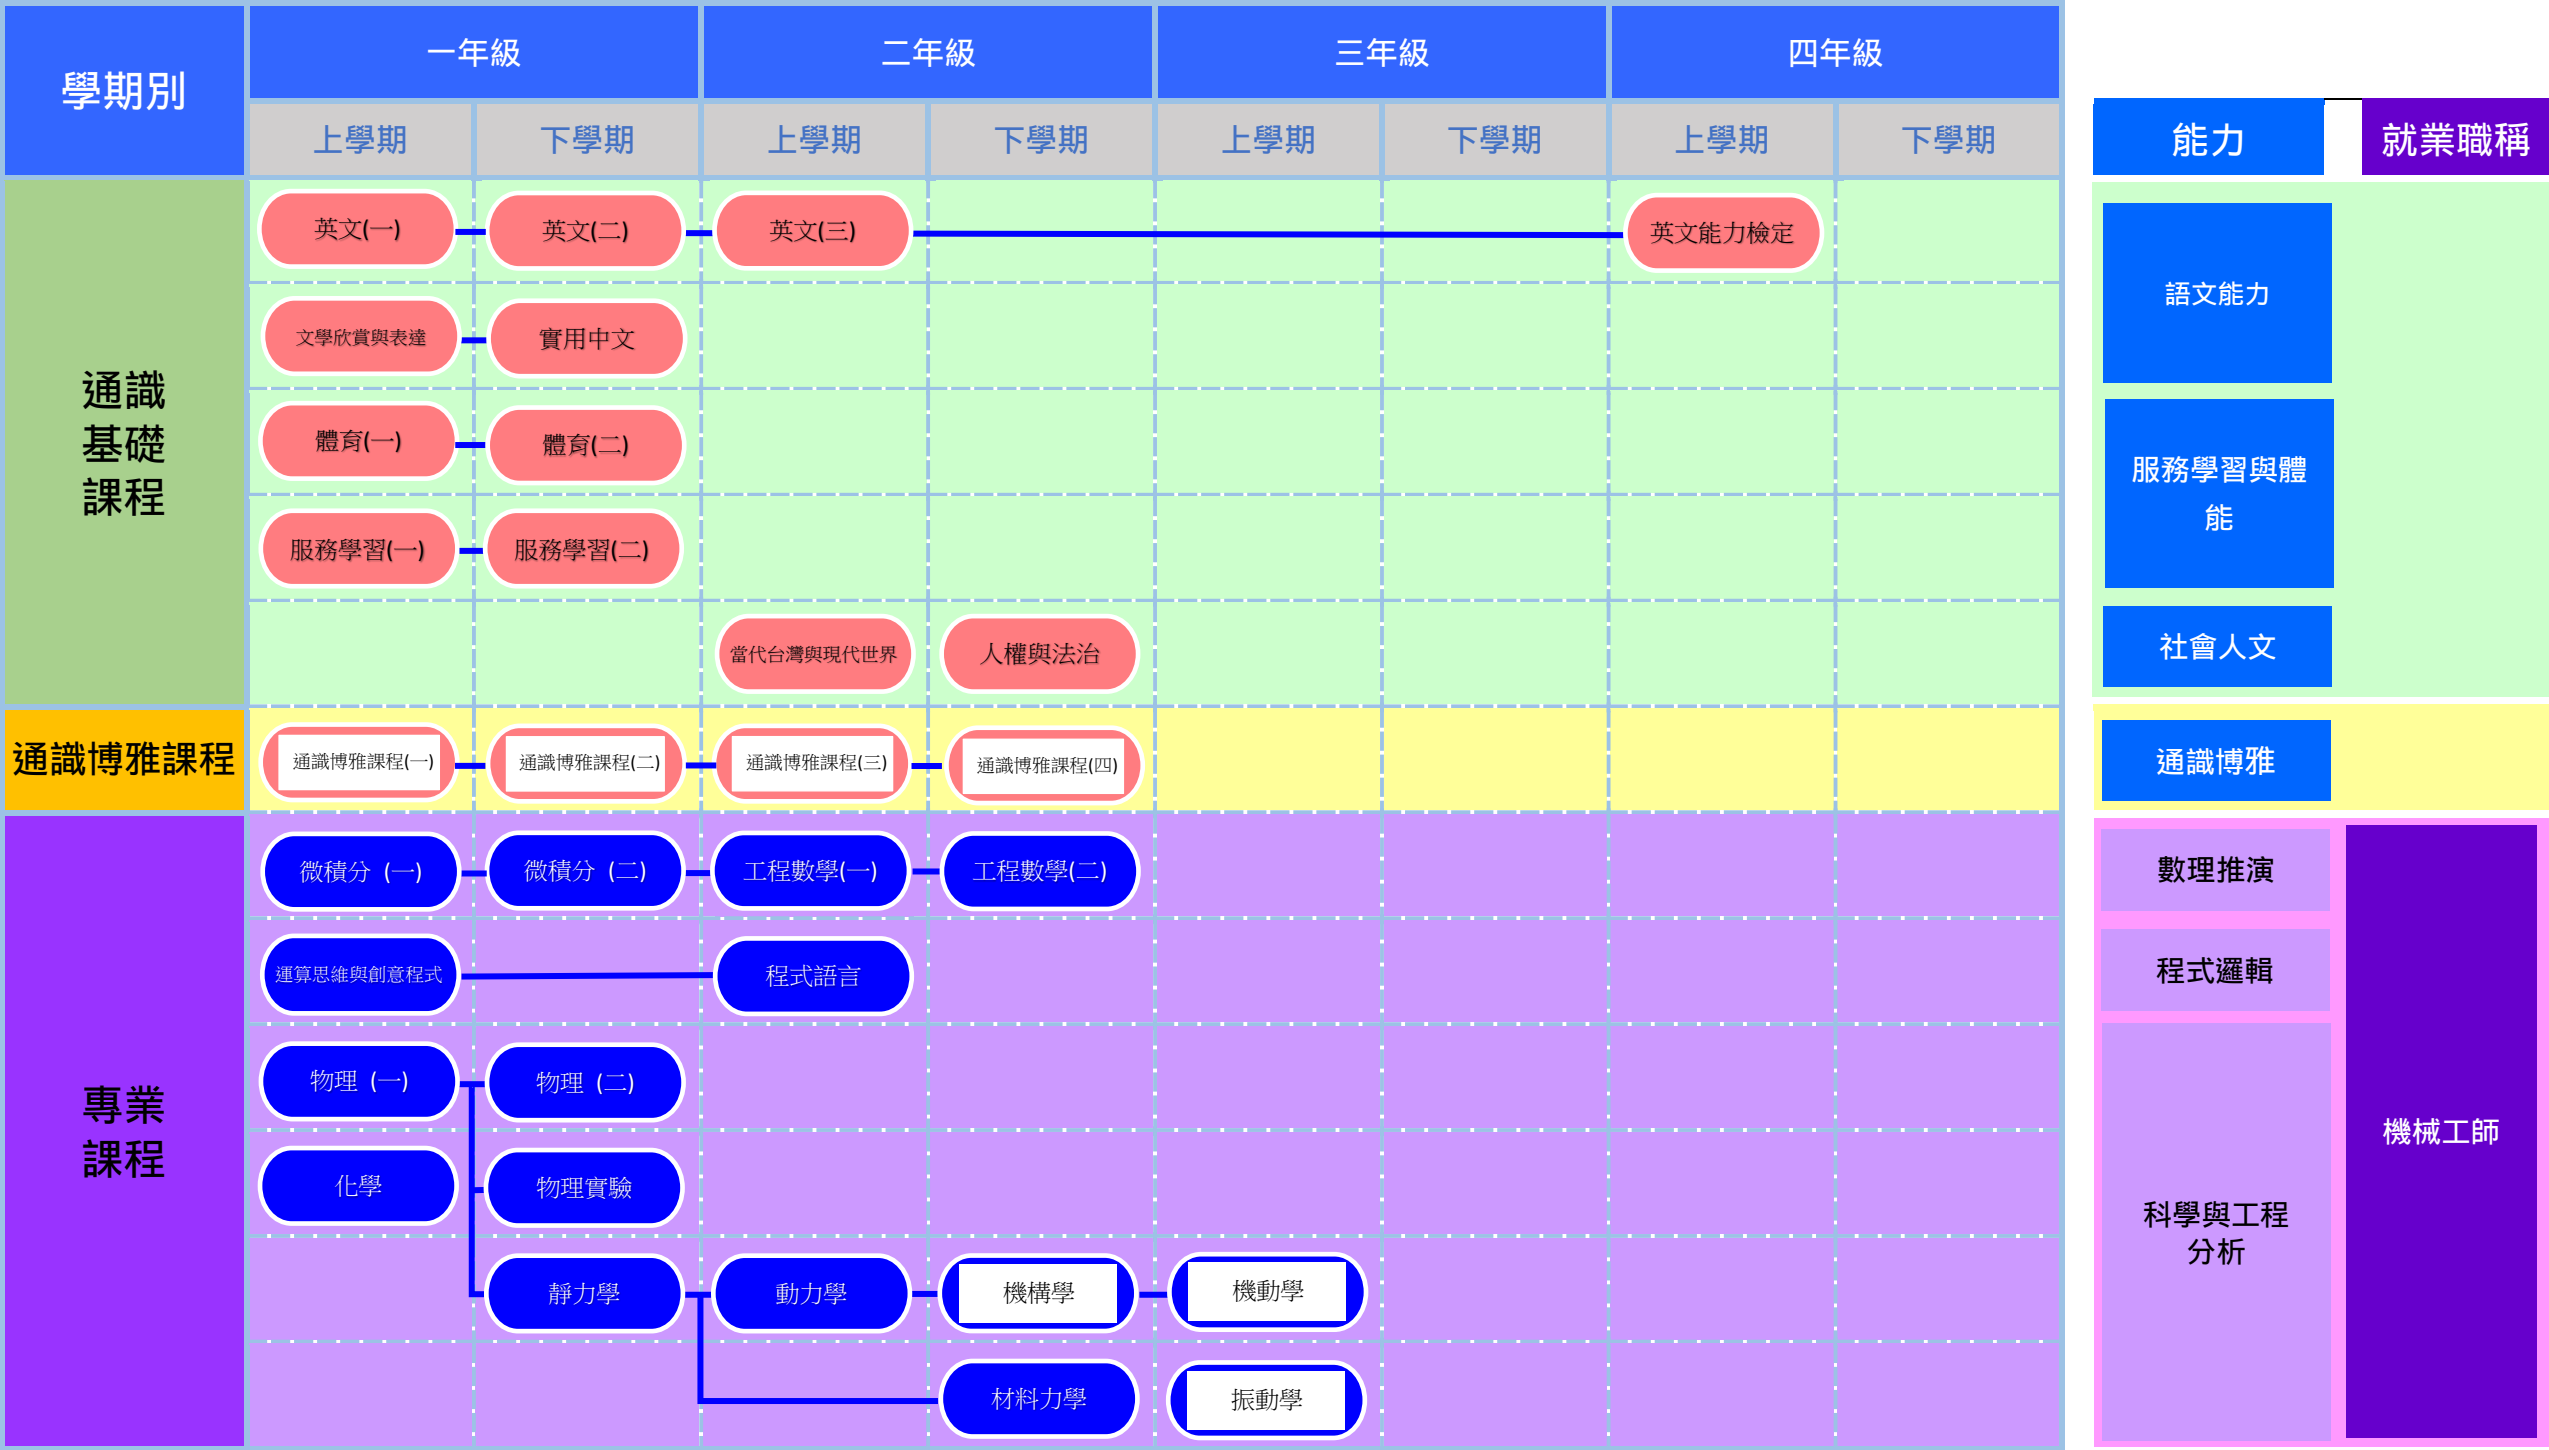 學期別
一年級
二年級
三年級
四年級
上學期
下學期
上學期
下學期
上學期
下學期
上學期
下學期
能力
就業職稱
通識
基礎
課程
英文(一)
英文(二)
英文(三)
英文能力檢定
文學欣賞與表達
實用中文
體育(一)
體育(二)
服務學習(一)
服務學習(二)
當代台灣與現代世界
人權與法治
語文能力
服務學習與體
能
社會人文
通識博雅課程
通識博雅課程(一)
通識博雅課程(二)
通識博雅課程(三)
通識博雅課程(四)
通識博雅
專業
課程
微積分 (一)
微積分 (二)
工程數學(一)
工程數學(二)
運算思維與創意程式
程式語言
物理 (一)
物理 (二)
化學
物理實驗
靜力學
動力學
機構學
機動學
材料力學
振動學
數理推演
程式邏輯
科學與工程
分析
機械工師